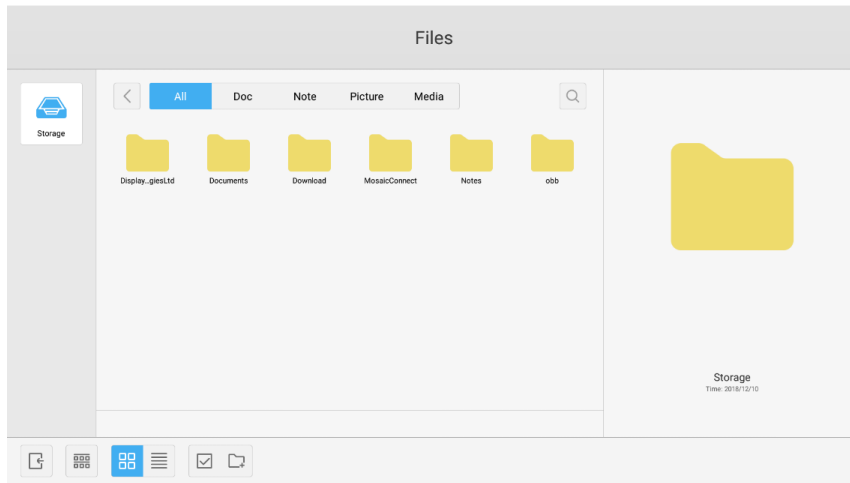 Files
Storage
All Doc Note Picture Media
Display...giesLtd Documents Download MosaicConnect Notes obb
Storage
Time: 2018/12/10